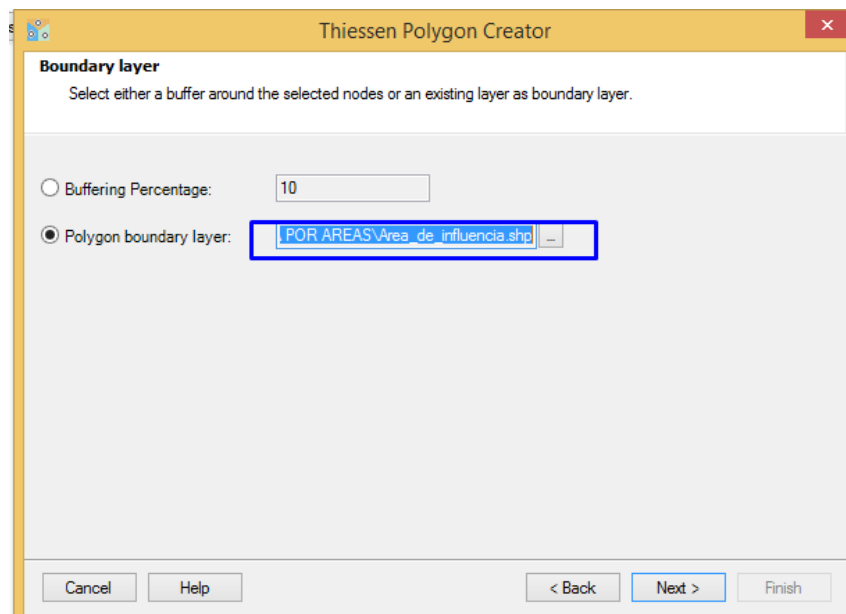 Thiessen Polygon Creator
Boundary layer
Select either a buffer around the selected nodes or an existing layer as boundary layer.
Buffering Percentage: 10
Polygon boundary layer: POR AREAS\Area_de_influencia.shp ...
Cancel Help < Back Next > Finish